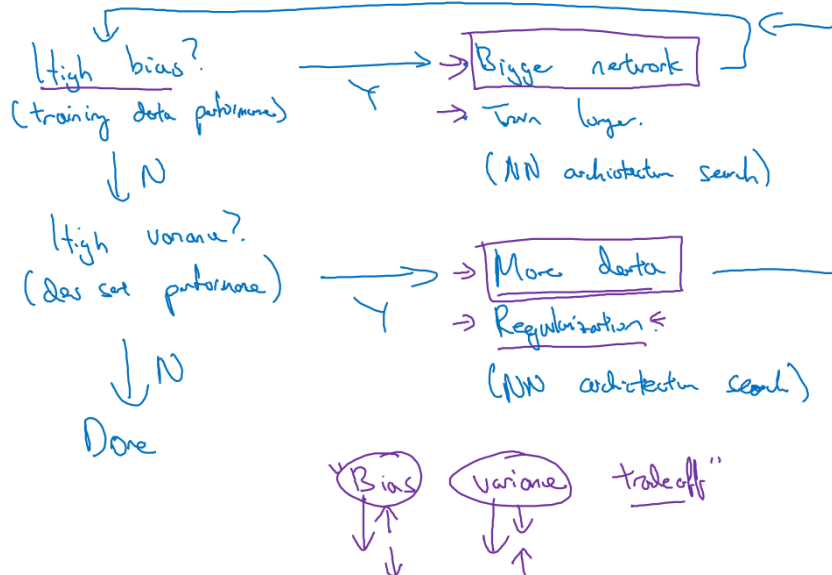 High bias?
(training data performance)
Y
Bigge network
Train longer.
(NN architecture search)
N
High variance?
(dev set performance)
Y
More data
Regularization.
(NN architecture search)
N
Done
"Bias variance tradeoff"